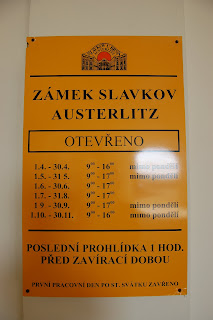 ZÁMEK SLAVKOV
AUSTERLITZ
OTEVŘENO
1.4. - 30.4. 9⁰⁰ - 16⁰⁰ mimo pondělí
1.5. - 31.5. 9⁰⁰ - 17⁰⁰ mimo pondělí
1.6. - 30.6. 9⁰⁰ - 17⁰⁰
1.7. - 31.8. 9⁰⁰ - 17⁰⁰
1.9. - 30.9. 9⁰⁰ - 17⁰⁰ mimo pondělí
1.10. - 30.11. 9⁰⁰ - 16⁰⁰ mimo pondělí
POSLEDNÍ PROHLÍDKA 1 HOD.
PŘED ZAVÍRACÍ DOBOU
PRVNÍ PRACOVNÍ DEN PO ST. SVÁTKU ZAVŘENO